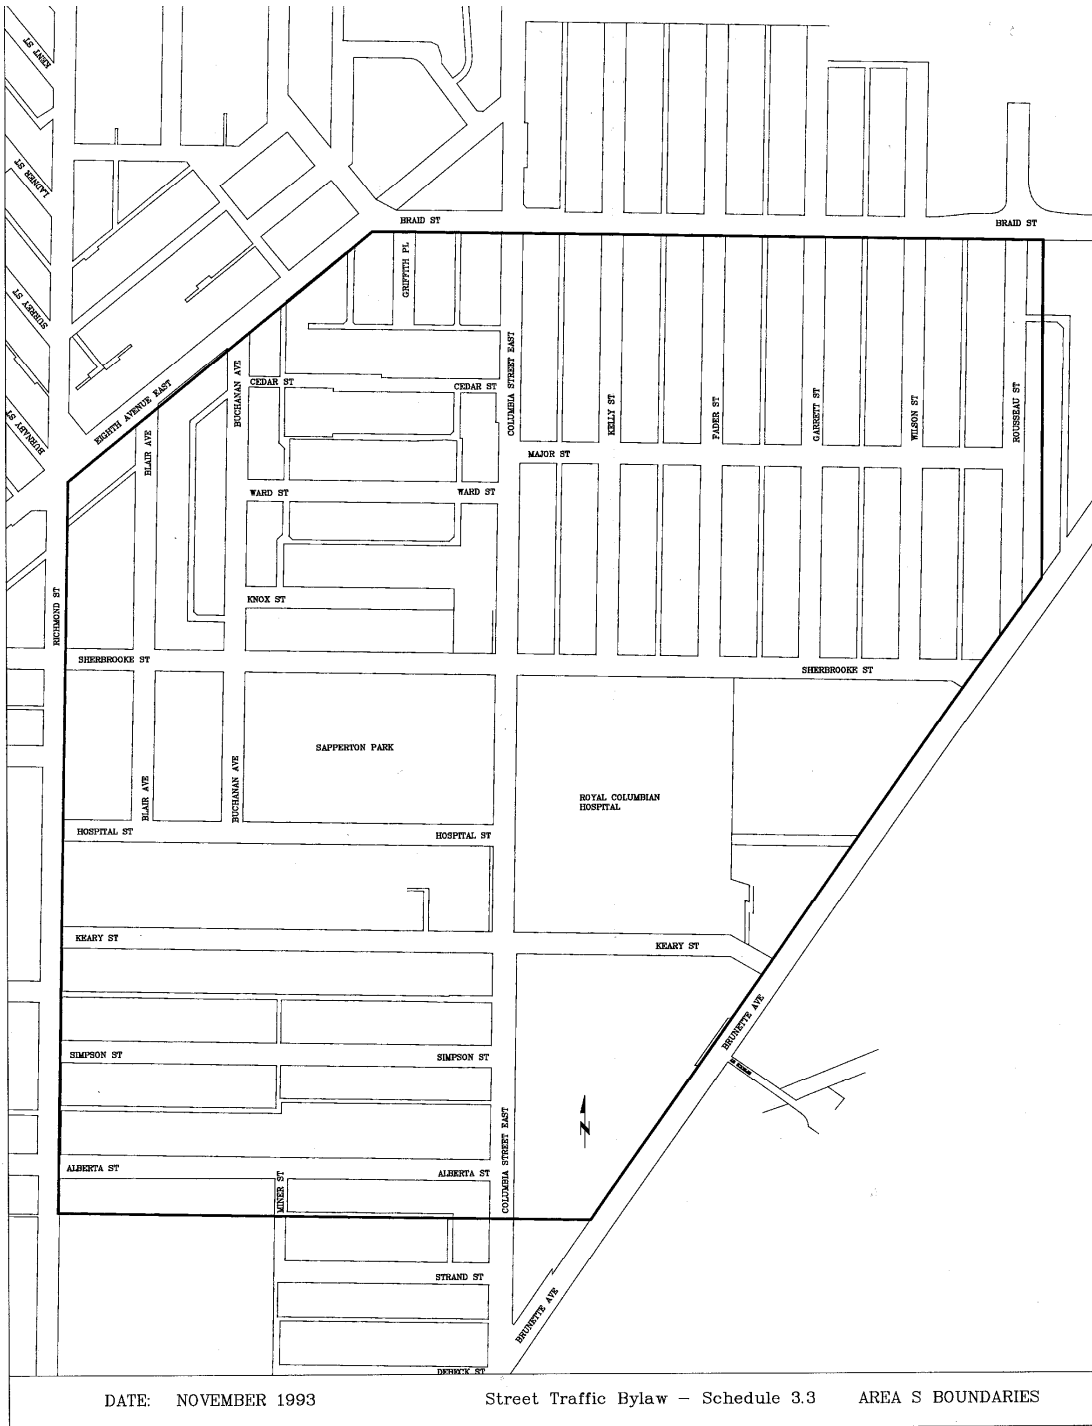 KENT ST
LADNER ST
SURREY ST
BURNABY ST
BRAID ST
BRAID ST
GRIFFITH PL
EIGHTH AVENUE EAST
BLAIR AVE
BUCHANAN AVE
CEDAR ST
CEDAR ST
COLUMBIA STREET EAST
KELLY ST
FADER ST
GARRETT ST
WILSON ST
ROUSSEAU ST
MAJOR ST
WARD ST
WARD ST
RICHMOND ST
KNOX ST
SHERBROOKE ST
SHERBROOKE ST
SAPPERTON PARK
BLAIR AVE
BUCHANAN AVE
ROYAL COLUMBIAN
HOSPITAL
HOSPITAL ST
HOSPITAL ST
KEARY ST
KEARY ST
BRUNETTE AVE
SIMPSON ST
SIMPSON ST
N
COLUMBIA STREET EAST
ALBERTA ST
ALBERTA ST
MINER ST
STRAND ST
BRUNETTE AVE
DEBECK ST
DATE: NOVEMBER 1993
Street Traffic Bylaw - Schedule 3.3
AREA S BOUNDARIES